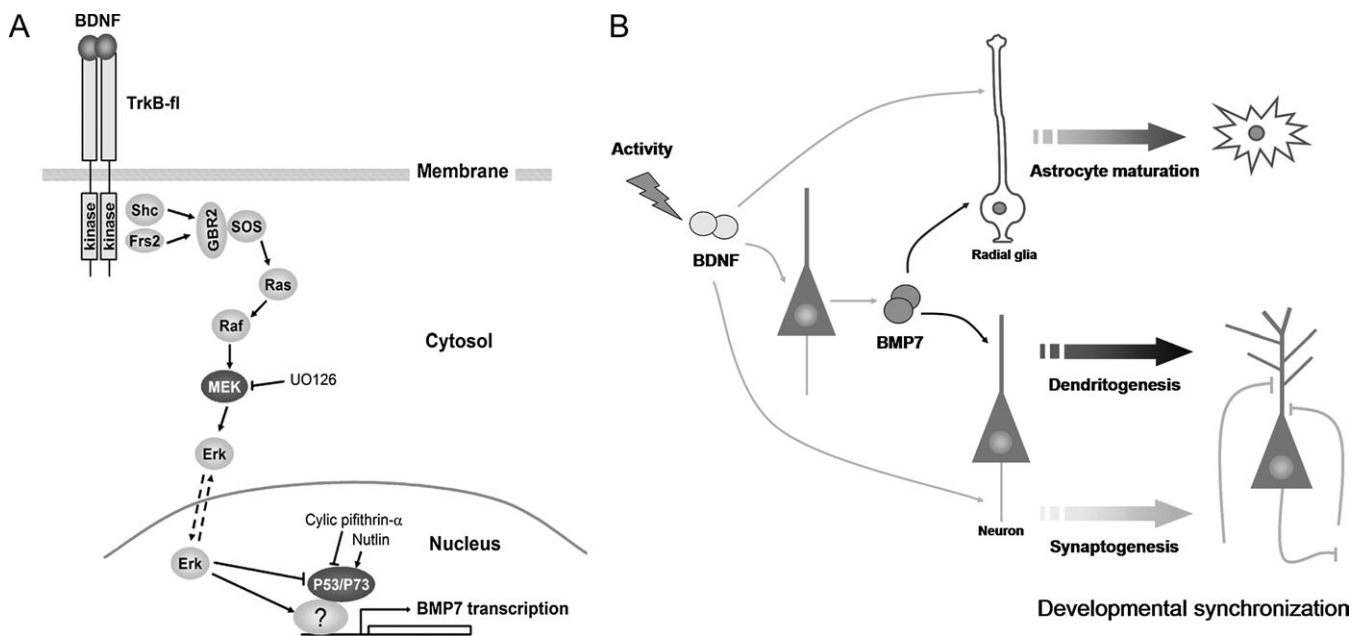 A
BDNF
TrkB-fl
Membrane
kinase
kinase
Shc
Frs2
GBR2
SOS
Ras
Raf
Cytosol
MEK
UO126
Erk
Cylic pifithrin-α
Nutlin
Nucleus
Erk
P53/P73
?
BMP7 transcription
B
Activity
BDNF
BMP7
Radial glia
Astrocyte maturation
Dendritogenesis
Neuron
Synaptogenesis
Developmental synchronization